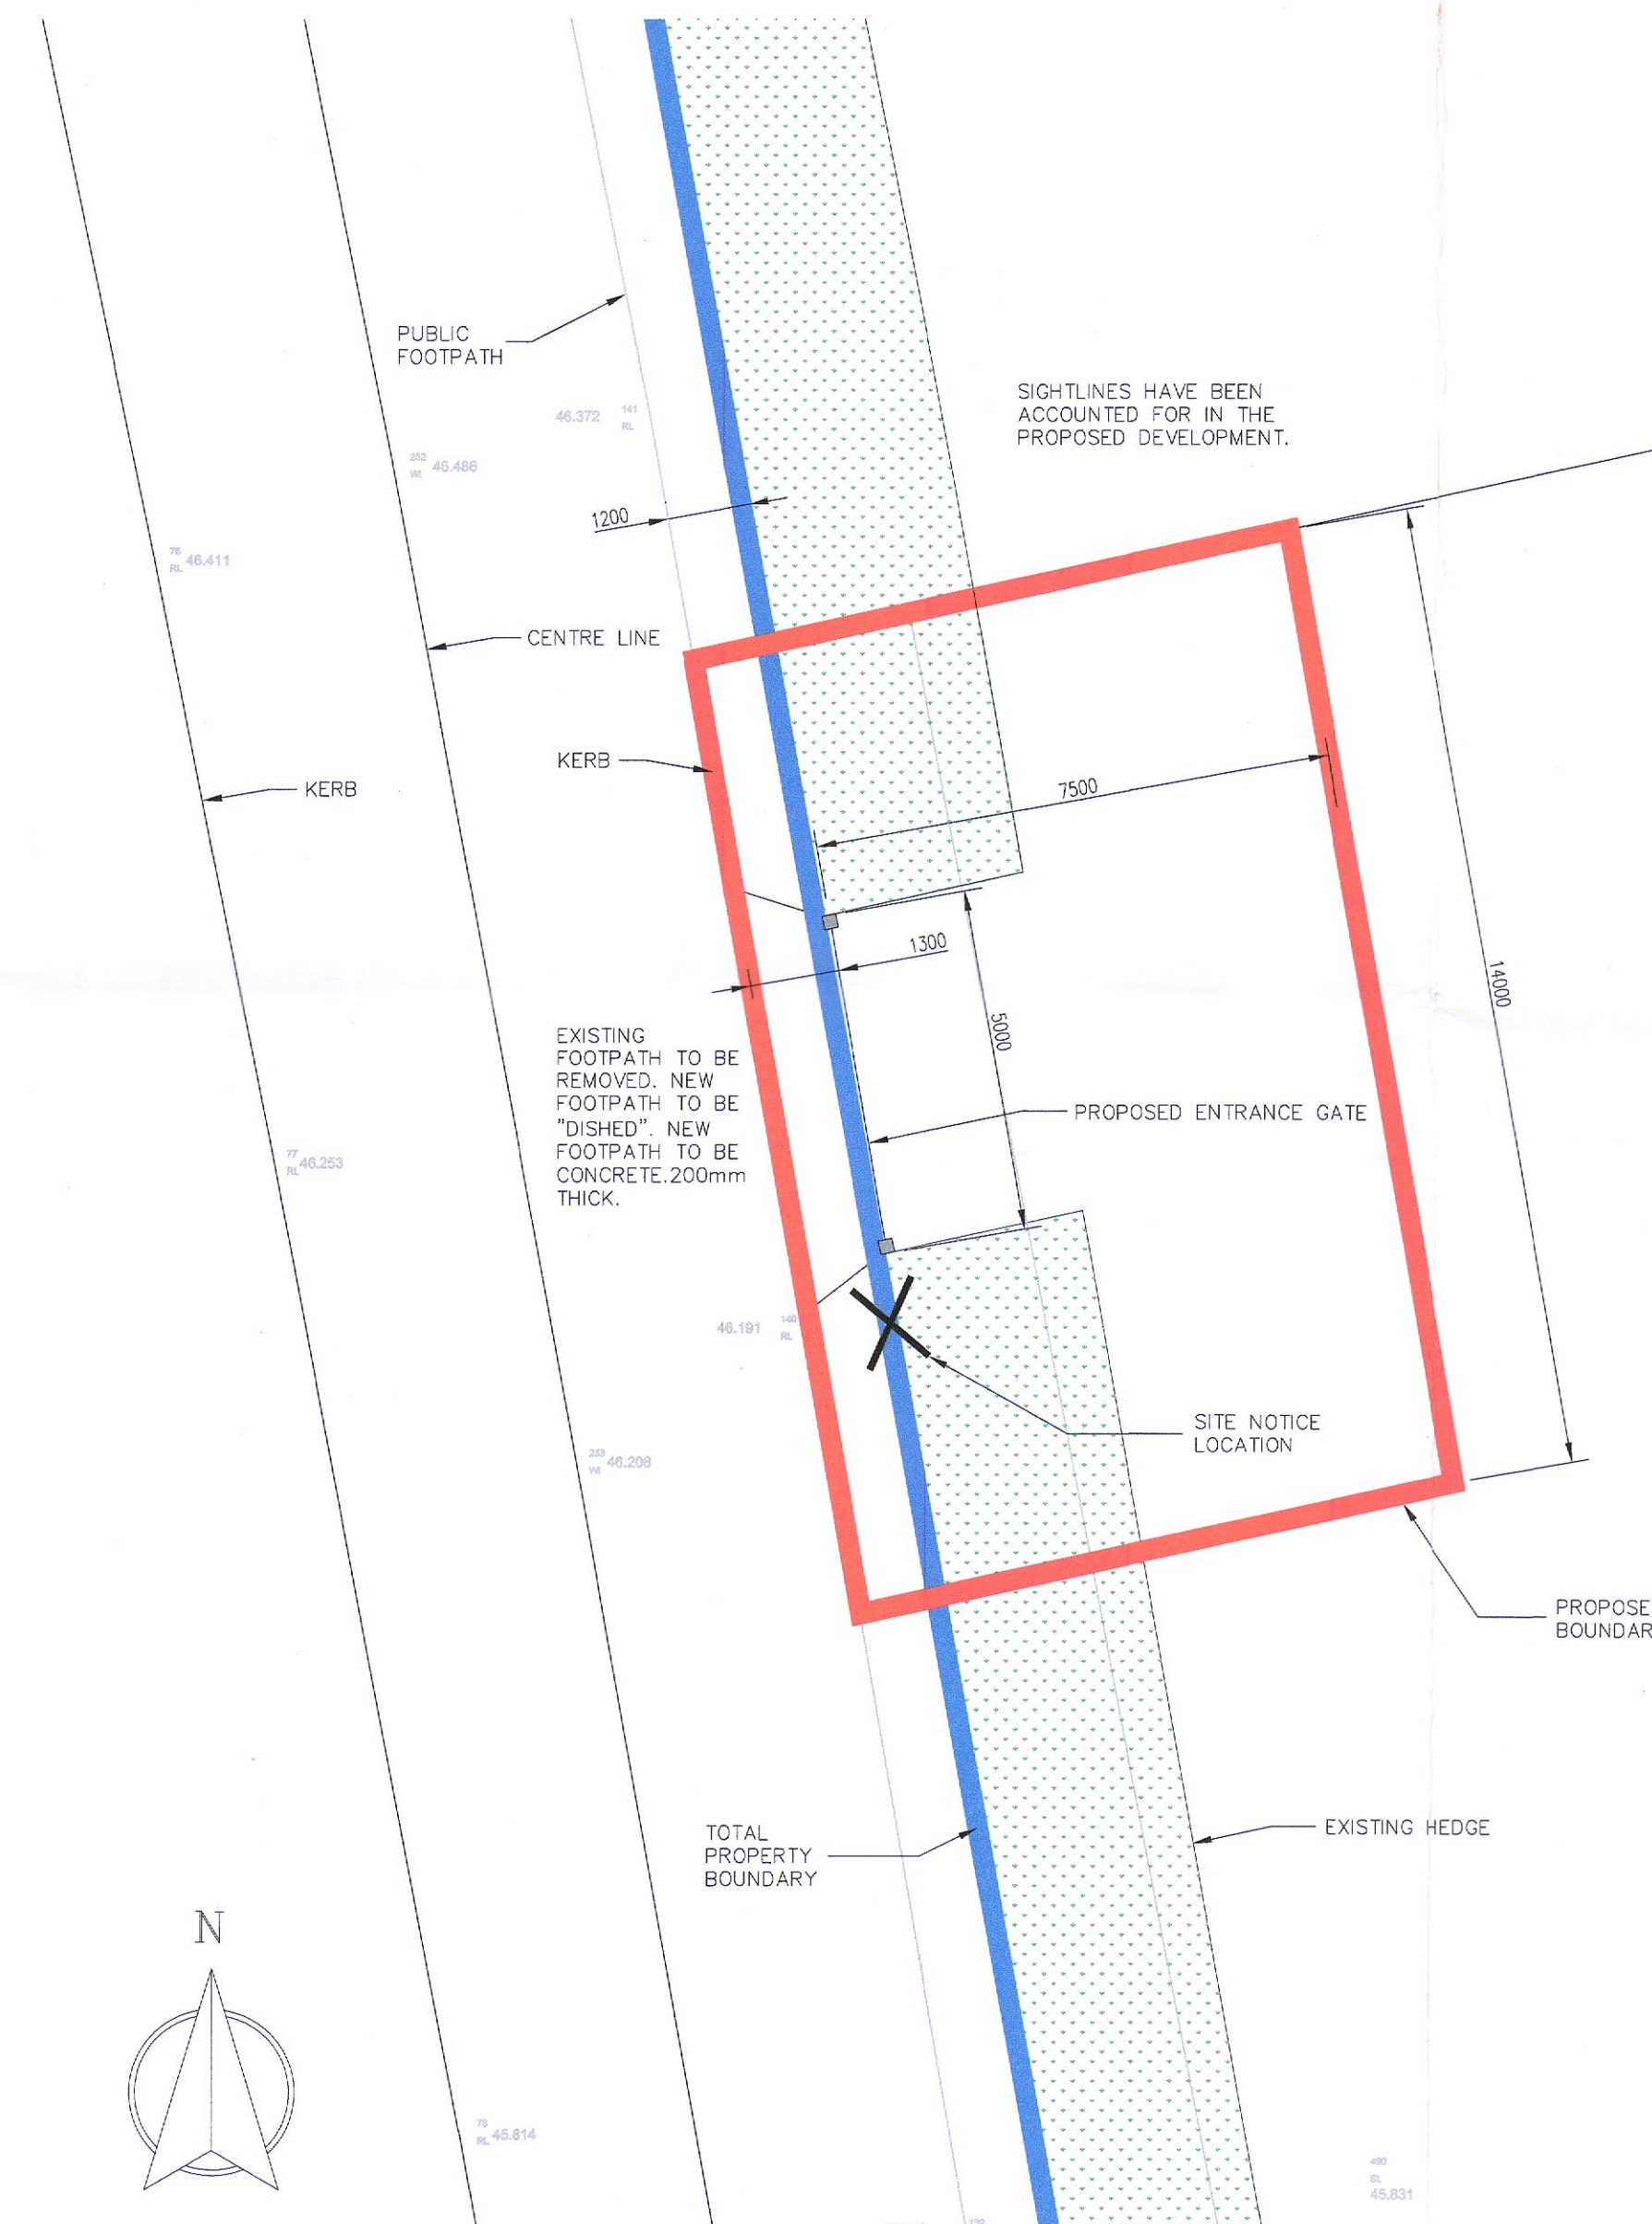 PUBLIC
FOOTPATH
SIGHTLINES HAVE BEEN
ACCOUNTED FOR IN THE
PROPOSED DEVELOPMENT.
46.372
141
RL
252
WI
46.486
1200
76
RL
46.411
CENTRE LINE
KERB
7500
KERB
1300
14000
5000
EXISTING
FOOTPATH TO BE
REMOVED. NEW
FOOTPATH TO BE
"DISHED". NEW
FOOTPATH TO BE
CONCRETE.200mm
THICK.
PROPOSED ENTRANCE GATE
77
RL
46.253
46.191
140
RL
SITE NOTICE
LOCATION
253
WI
46.208
PROPOSE
BOUNDAR
TOTAL
PROPERTY
BOUNDARY
EXISTING HEDGE
N
78
RL
45.814
490
SL
45.831
139